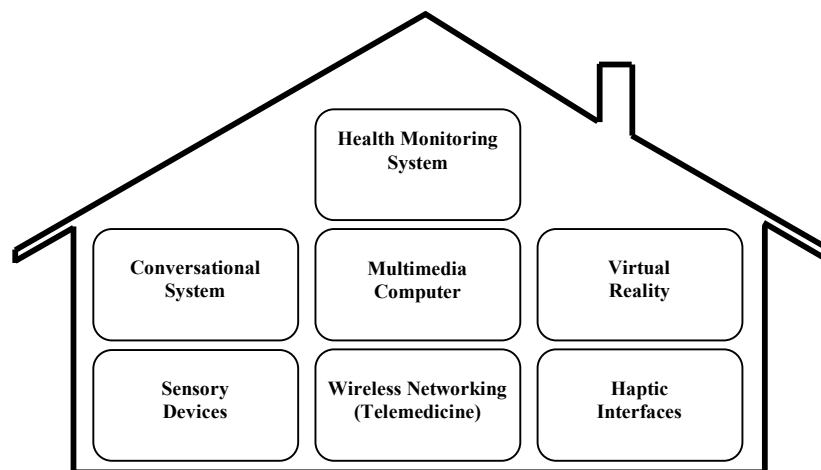 Health Monitoring
System
Conversational
System
Multimedia
Computer
Virtual
Reality
Sensory
Devices
Wireless Networking
(Telemedicine)
Haptic
Interfaces